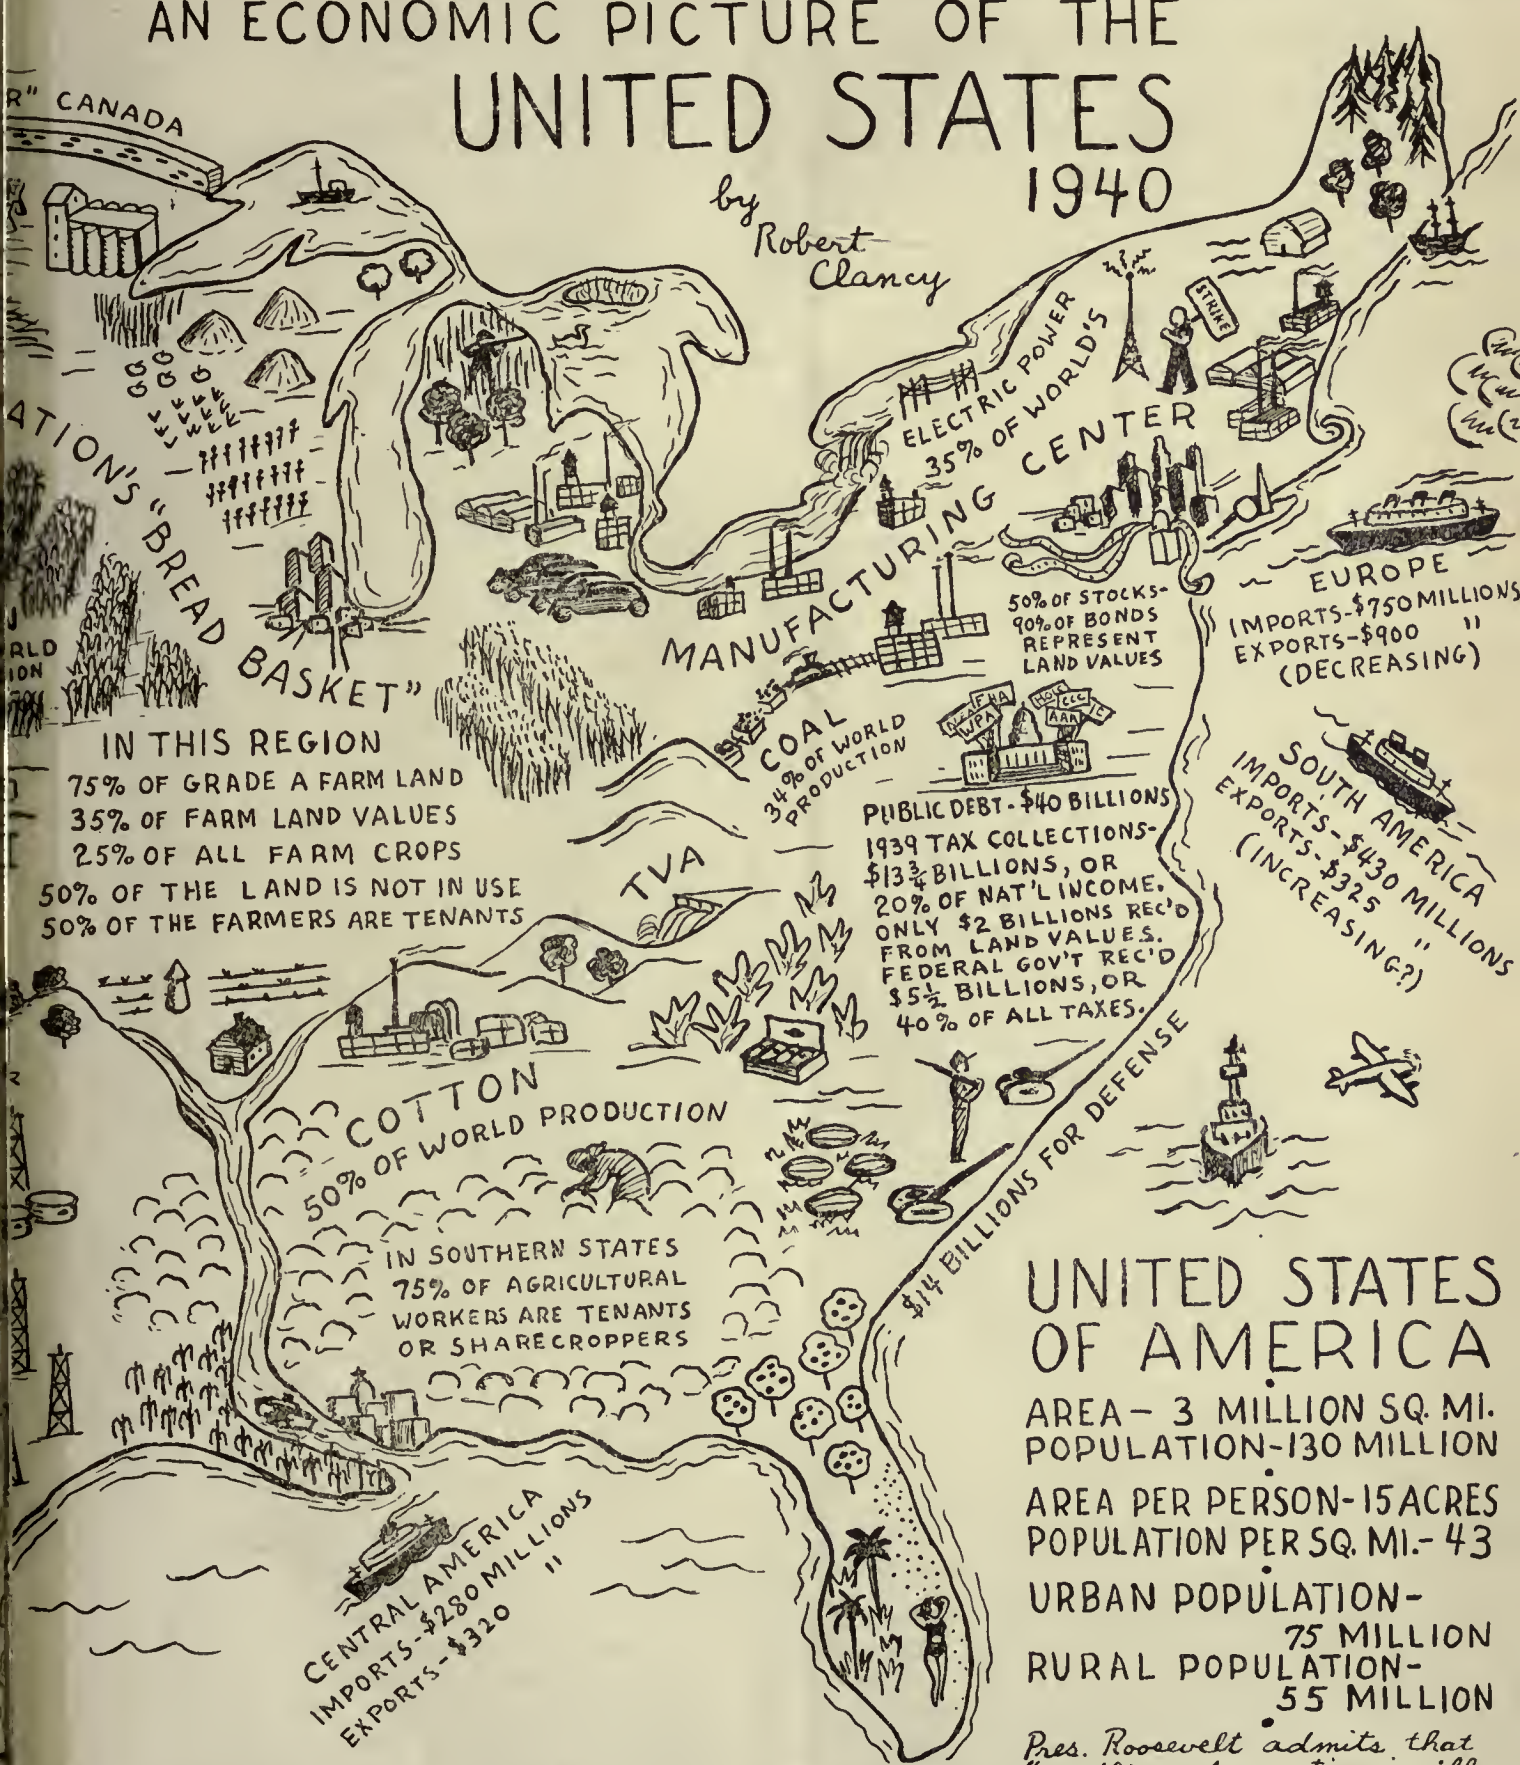 AN ECONOMIC PICTURE OF THE
UNITED STATES
1940
by
Robert
Clancy
R" CANADA
ATION'S "BREAD BASKET"
RLD
ION
IN THIS REGION
75% OF GRADE A FARM LAND
35% OF FARM LAND VALUES
25% OF ALL FARM CROPS
50% OF THE LAND IS NOT IN USE
50% OF THE FARMERS ARE TENANTS
ELECTRIC POWER
35% OF WORLD'S
STRIKE
MANUFACTURING CENTER
50% OF STOCKS-
90% OF BONDS
REPRESENT
LAND VALUES
EUROPE
IMPORTS-$750 MILLIONS
EXPORTS-$900 "
(DECREASING)
COAL
34% OF WORLD
PRODUCTION
FHA
WPA
HOLC
CCC
AAA
PUBLIC DEBT-$40 BILLIONS
1939 TAX COLLECTIONS-
$13¾ BILLIONS, OR
20% OF NAT'L INCOME.
ONLY $2 BILLIONS REC'D
FROM LAND VALUES.
FEDERAL GOV'T REC'D
$5½ BILLIONS, OR
40% OF ALL TAXES.
SOUTH AMERICA
IMPORTS-$430 MILLIONS
EXPORTS-$325 "
(INCREASING?)
TVA
COTTON
50% OF WORLD PRODUCTION
IN SOUTHERN STATES
75% OF AGRICULTURAL
WORKERS ARE TENANTS
OR SHARECROPPERS
$14 BILLIONS FOR DEFENSE
CENTRAL AMERICA
IMPORTS-$280 MILLIONS
EXPORTS-$320 "
UNITED STATES
OF AMERICA
AREA- 3 MILLION SQ. MI.
POPULATION-130 MILLION
AREA PER PERSON-15 ACRES
POPULATION PER SQ. MI.- 43
URBAN POPULATION-
75 MILLION
RURAL POPULATION-
55 MILLION
Pres. Roosevelt admits that